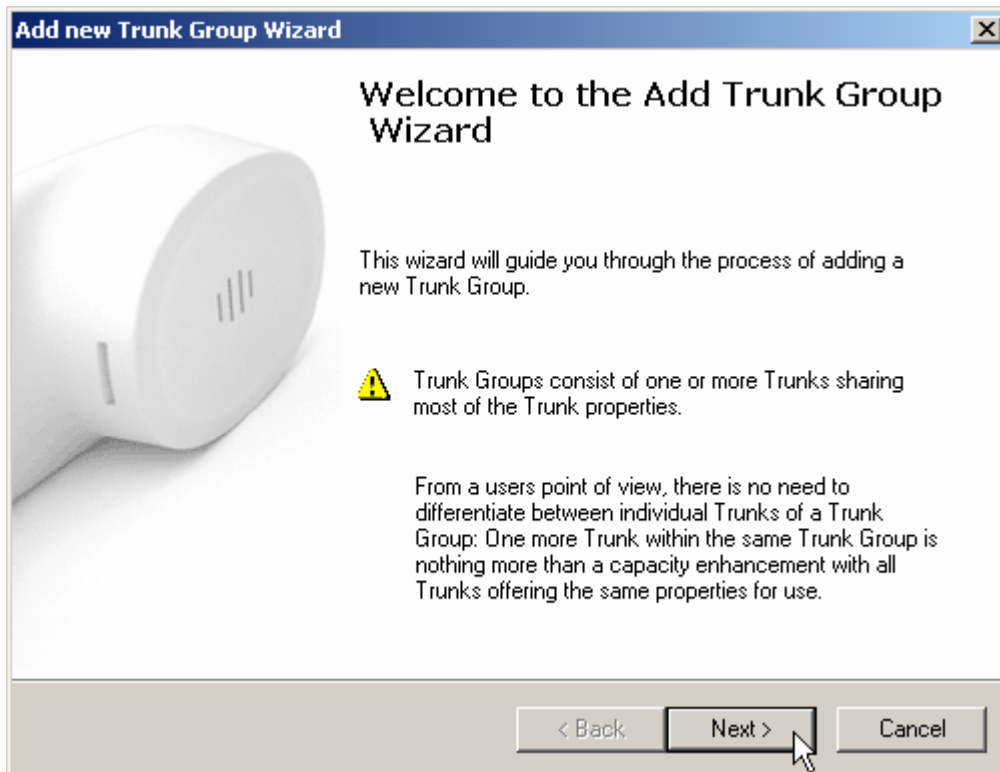 Add new Trunk Group Wizard
Welcome to the Add Trunk Group
Wizard
This wizard will guide you through the process of adding a
new Trunk Group.
Trunk Groups consist of one or more Trunks sharing
most of the Trunk properties.
From a users point of view, there is no need to
differentiate between individual Trunks of a Trunk
Group: One more Trunk within the same Trunk Group is
nothing more than a capacity enhancement with all
Trunks offering the same properties for use.
< Back
Next >
Cancel